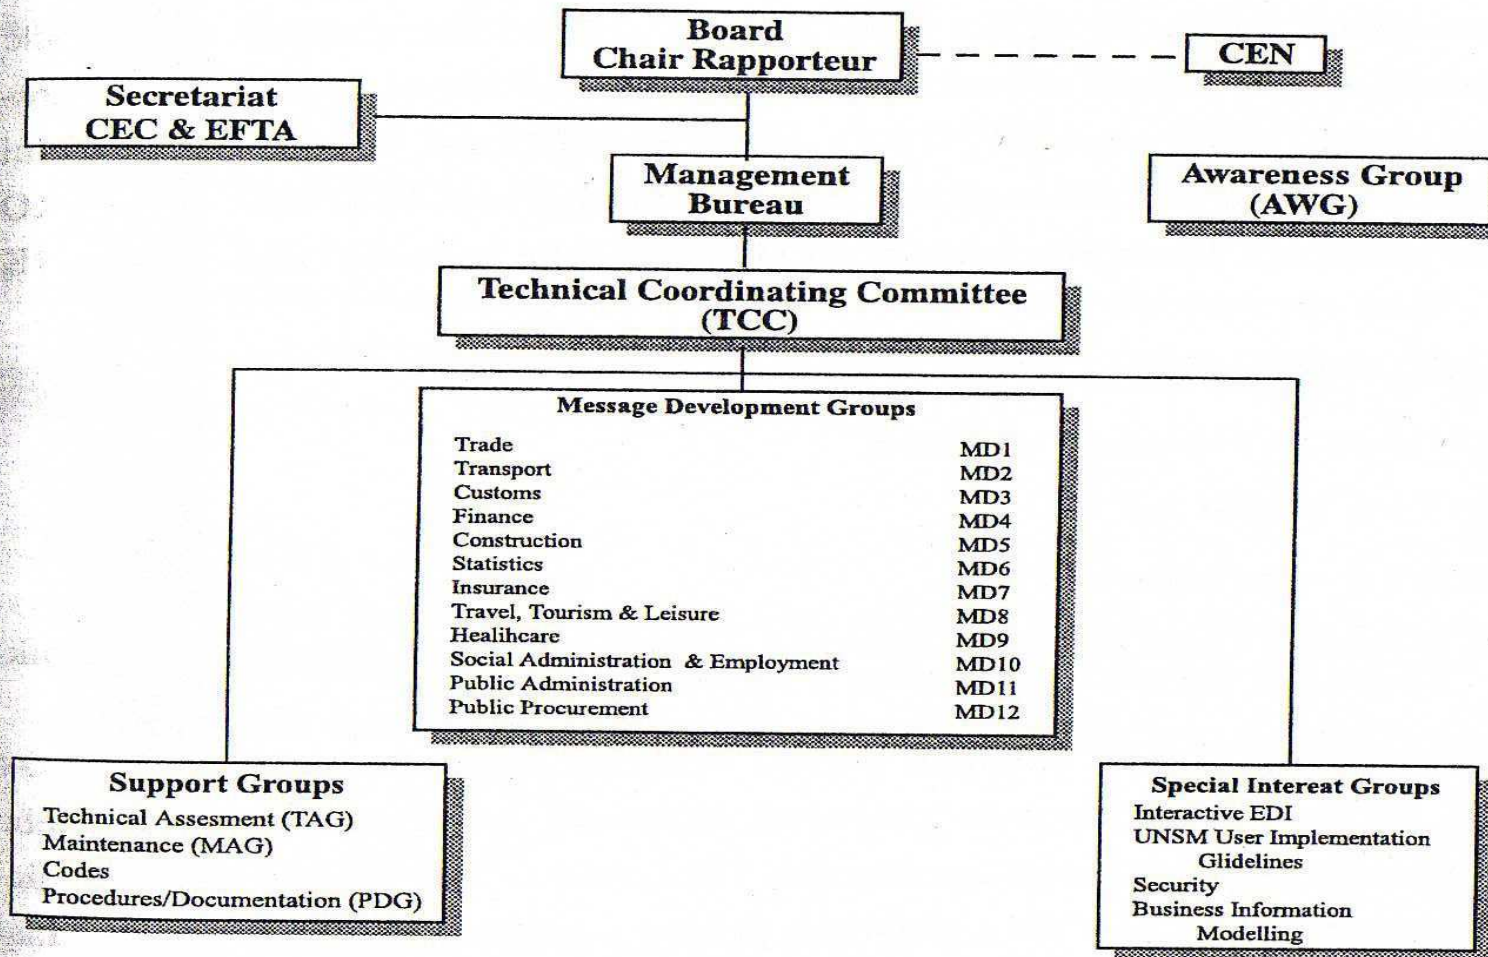 Board
Chair Rapporteur
CEN
Secretariat
CEC & EFTA
Management
Bureau
Awareness Group
(AWG)
Technical Coordinating Committee
(TCC)
Message Development Groups
Trade MD1
Transport MD2
Customs MD3
Finance MD4
Construction MD5
Statistics MD6
Insurance MD7
Travel, Tourism & Leisure MD8
Healihcare MD9
Social Administration & Employment MD10
Public Administration MD11
Public Procurement MD12
Support Groups
Technical Assesment (TAG)
Maintenance (MAG)
Codes
Procedures/Documentation (PDG)
Special Intereat Groups
Interactive EDI
UNSM User Implementation
Glidelines
Security
Business Information
Modelling